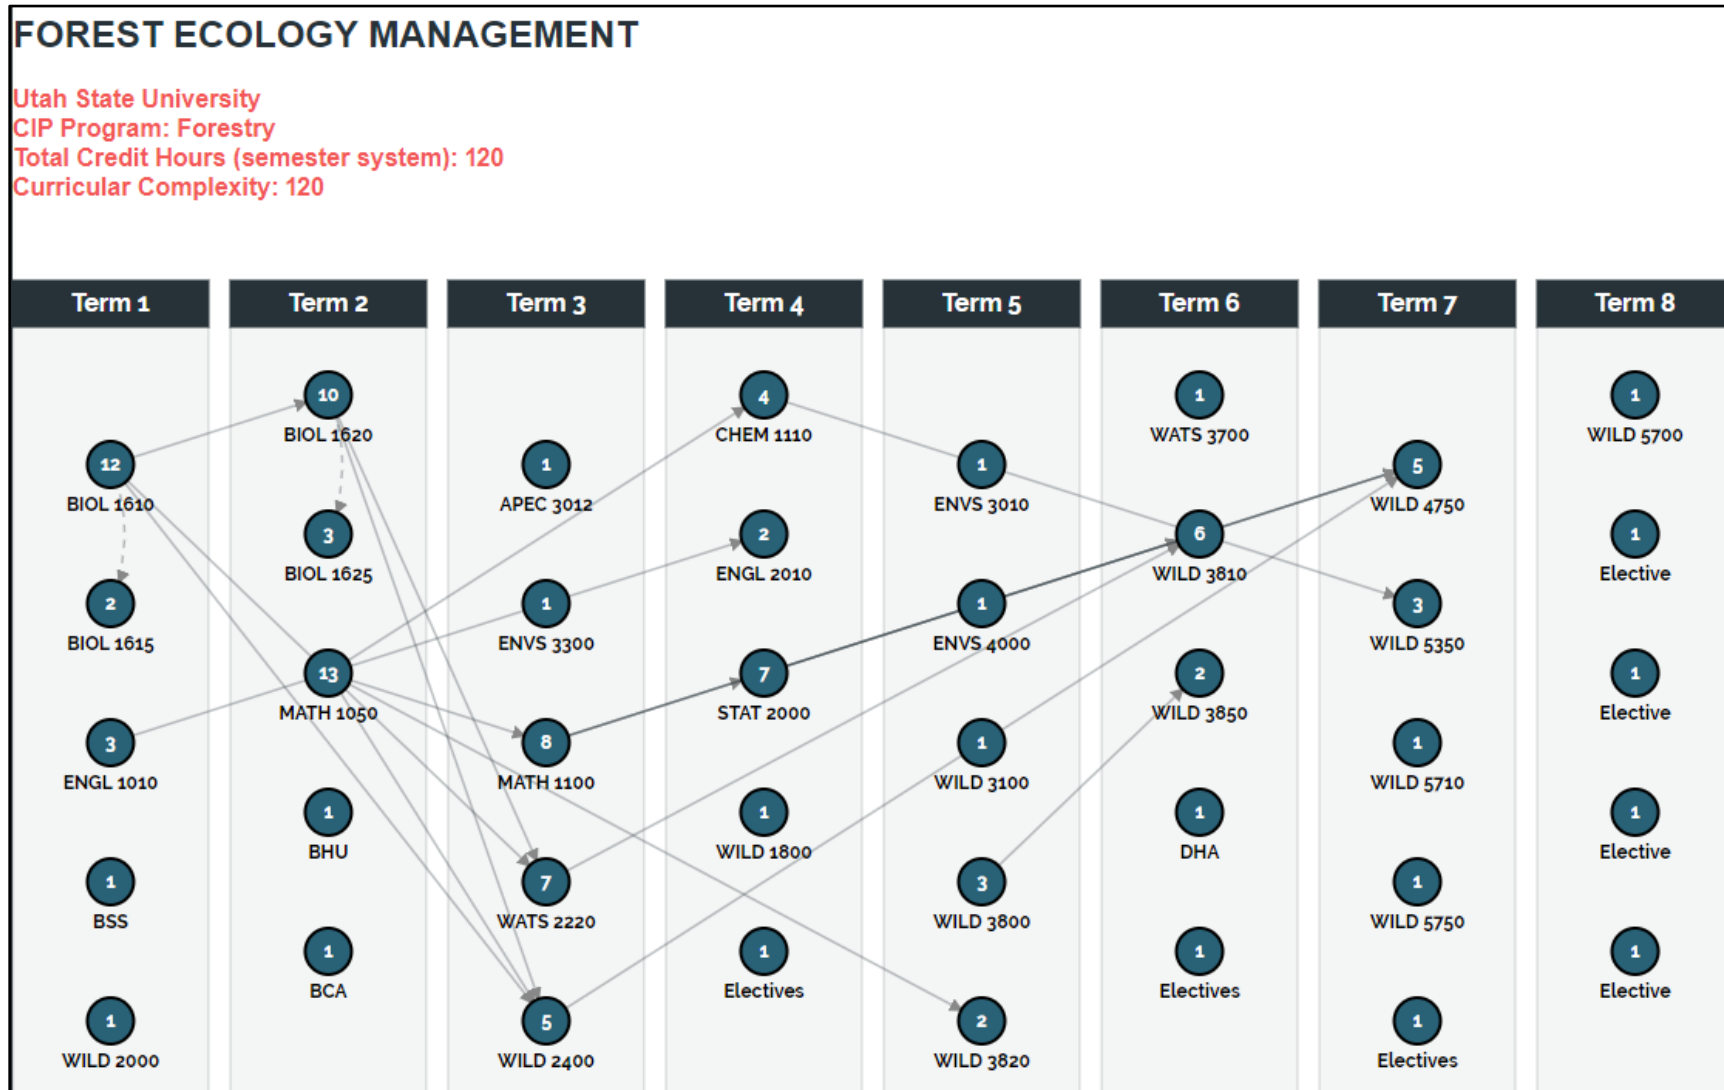 FOREST ECOLOGY MANAGEMENT
Utah State University
CIP Program: Forestry
Total Credit Hours (semester system): 120
Curricular Complexity: 120
Term 1
12
BIOL 1610
2
BIOL 1615
3
ENGL 1010
1
BSS
1
WILD 2000
Term 2
10
BIOL 1620
3
BIOL 1625
13
MATH 1050
1
BHU
1
BCA
Term 3
1
APEC 3012
1
ENVS 3300
8
MATH 1100
7
WATS 2220
5
WILD 2400
Term 4
4
CHEM 1110
2
ENGL 2010
7
STAT 2000
1
WILD 1800
1
Electives
Term 5
1
ENVS 3010
1
ENVS 4000
1
WILD 3100
3
WILD 3800
2
WILD 3820
Term 6
1
WATS 3700
6
WILD 3810
2
WILD 3850
1
DHA
1
Electives
Term 7
5
WILD 4750
3
WILD 5350
1
WILD 5710
1
WILD 5750
1
Electives
Term 8
1
WILD 5700
1
Elective
1
Elective
1
Elective
1
Elective